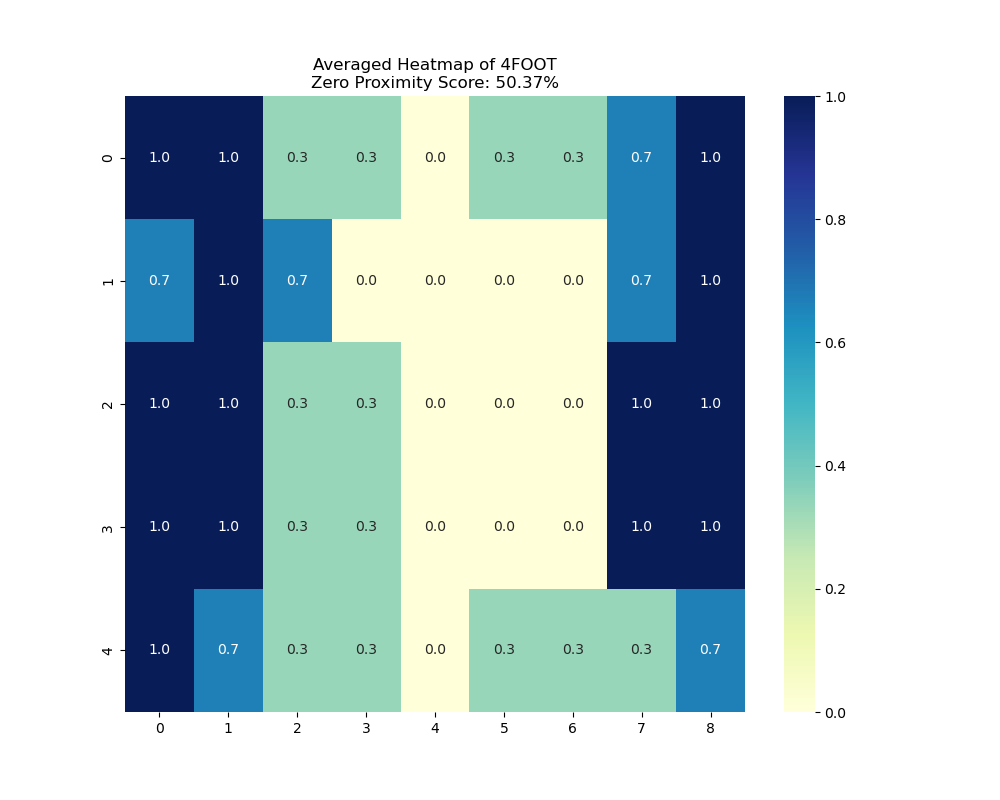 Averaged Heatmap of 4FOOT
Zero Proximity Score: 50.37%
0 1.0 1.0 0.3 0.3 0.0 0.3 0.3 0.7 1.0
1 0.7 1.0 0.7 0.0 0.0 0.0 0.0 0.7 1.0
2 1.0 1.0 0.3 0.3 0.0 0.0 0.0 1.0 1.0
3 1.0 1.0 0.3 0.3 0.0 0.0 0.0 1.0 1.0
4 1.0 0.7 0.3 0.3 0.0 0.3 0.3 0.3 0.7
0 1 2 3 4 5 6 7 8
1.0
0.8
0.6
0.4
0.2
0.0